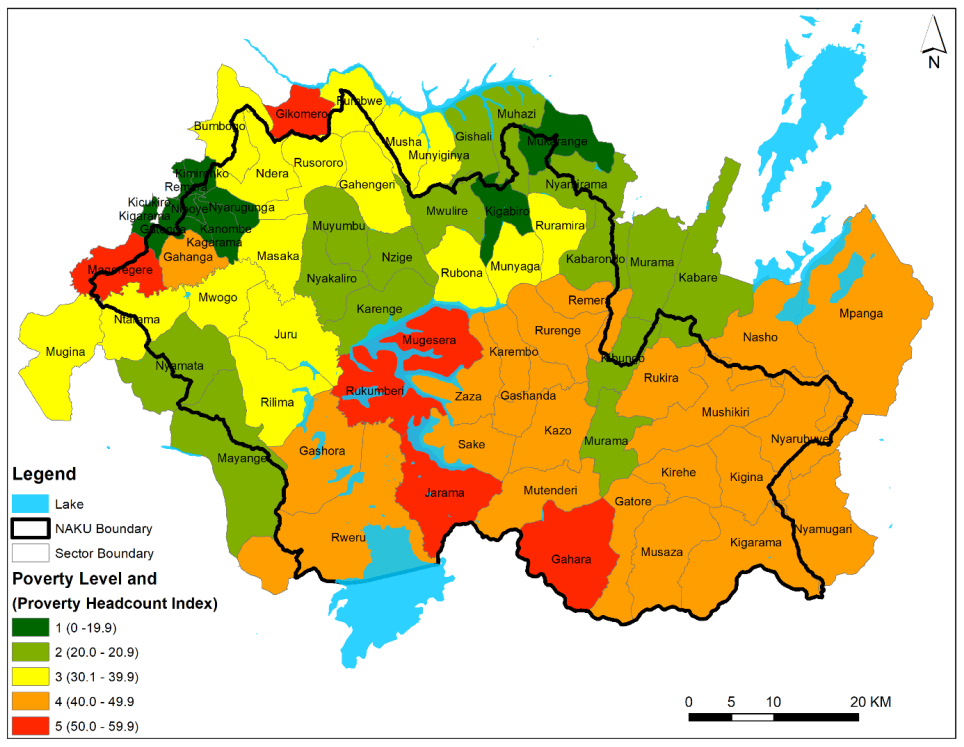 N
Gikomero
Fumbwe
Muhazi
Bumbogo
Musha
Gishali
Mukarange
Munyiginya
Rusororo
Kimironko
Ndera
Gahengeri
Nyamirama
Remera
Kicukiro
Niboye
Nyarugunga
Mwulire
Kigabiro
Kigarama
Muyumbu
Ruramira
Gatenga
Kanombe
Kagarama
Gahanga
Masaka
Nzige
Kabarondo
Murama
Mageregere
Nyakaliro
Rubona
Munyaga
Kabare
Mwogo
Karenge
Remera
Mpanga
Ntarama
Juru
Mugesera
Rurenge
Nasho
Mugina
Karembo
Kibungo
Nyamata
Rukira
Rukumberi
Zaza
Gashanda
Rilima
Mushikiri
Kazo
Murama
Nyarubuye
Gashora
Sake
Mayange
Kirehe
Kigina
Jarama
Mutenderi
Gatore
Nyamugari
Rweru
Gahara
Musaza
Kigarama
Legend
Lake
NAKU Boundary
Sector Boundary
Poverty Level and
(Proverty Headcount Index)
1 (0 -19.9)
2 (20.0 - 20.9)
3 (30.1 - 39.9)
4 (40.0 - 49.9
5 (50.0 - 59.9)
0 5 10 20 KM